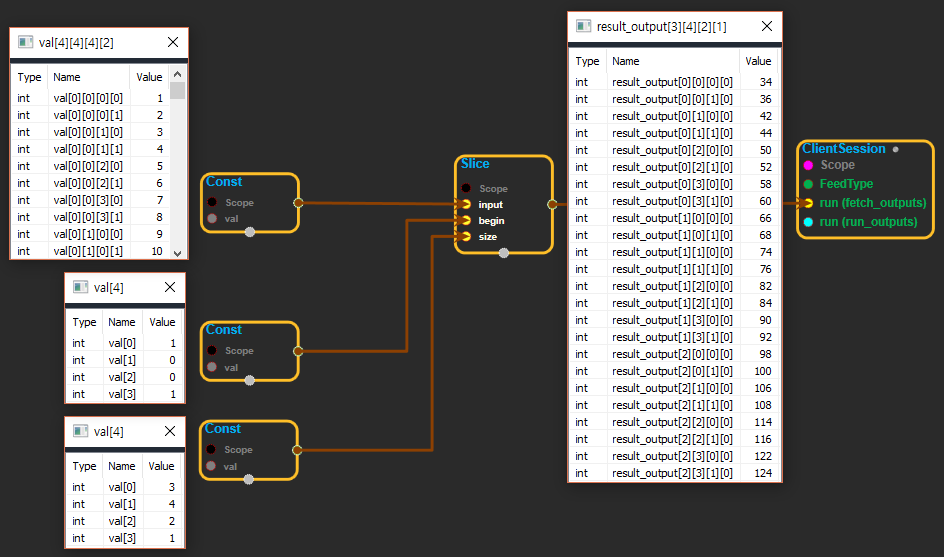 val[4][4][4][2]
Type Name Value
int val[0][0][0][0] 1
int val[0][0][0][1] 2
int val[0][0][1][0] 3
int val[0][0][1][1] 4
int val[0][0][2][0] 5
int val[0][0][2][1] 6
int val[0][0][3][0] 7
int val[0][0][3][1] 8
int val[0][1][0][0] 9
int val[0][1][0][1] 10
val[4]
Type Name Value
int val[0] 1
int val[1] 0
int val[2] 0
int val[3] 1
val[4]
Type Name Value
int val[0] 3
int val[1] 4
int val[2] 2
int val[3] 1
Const
Scope
val
Const
Scope
val
Const
Scope
val
Slice
Scope
input
begin
size
result_output[3][4][2][1]
Type Name Value
int result_output[0][0][0][0] 34
int result_output[0][0][1][0] 36
int result_output[0][1][0][0] 42
int result_output[0][1][1][0] 44
int result_output[0][2][0][0] 50
int result_output[0][2][1][0] 52
int result_output[0][3][0][0] 58
int result_output[0][3][1][0] 60
int result_output[1][0][0][0] 66
int result_output[1][0][1][0] 68
int result_output[1][1][0][0] 74
int result_output[1][1][1][0] 76
int result_output[1][2][0][0] 82
int result_output[1][2][1][0] 84
int result_output[1][3][0][0] 90
int result_output[1][3][1][0] 92
int result_output[2][0][0][0] 98
int result_output[2][0][1][0] 100
int result_output[2][1][0][0] 106
int result_output[2][1][1][0] 108
int result_output[2][2][0][0] 114
int result_output[2][2][1][0] 116
int result_output[2][3][0][0] 122
int result_output[2][3][1][0] 124
ClientSession
Scope
FeedType
run (fetch_outputs)
run (run_outputs)